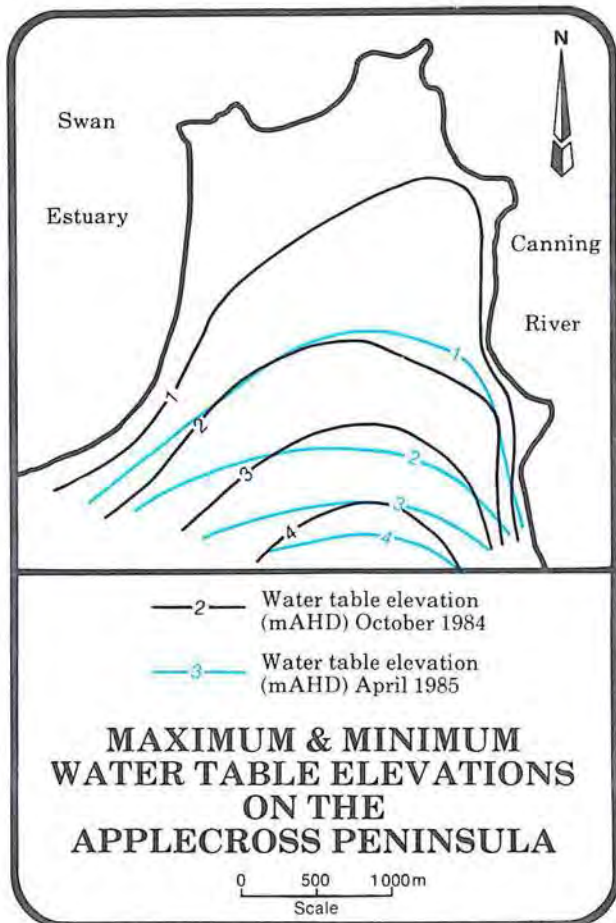 Swan
Estuary
N
Canning
River
1
1
2
2
3
3
4
4
2
Water table elevation
(mAHD) October 1984
3
Water table elevation
(mAHD) April 1985
MAXIMUM & MINIMUM
WATER TABLE ELEVATIONS
ON THE
APPLECROSS PENINSULA
0 500 1000m
Scale